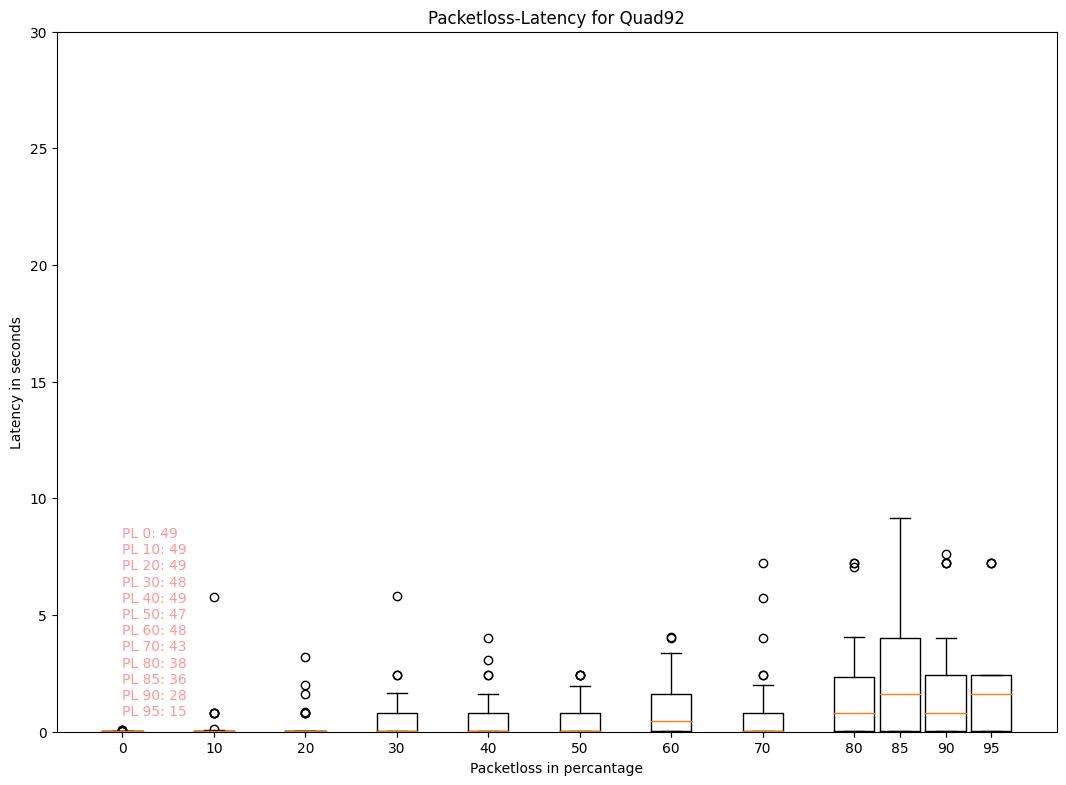 Packetloss-Latency for Quad92
30
25
20
15
10
5
0
Latency in seconds
PL 0: 49
PL 10: 49
PL 20: 49
PL 30: 48
PL 40: 49
PL 50: 47
PL 60: 48
PL 70: 43
PL 80: 38
PL 85: 36
PL 90: 28
PL 95: 15
0 10 20 30 40 50 60 70 80 85 90 95
Packetloss in percantage